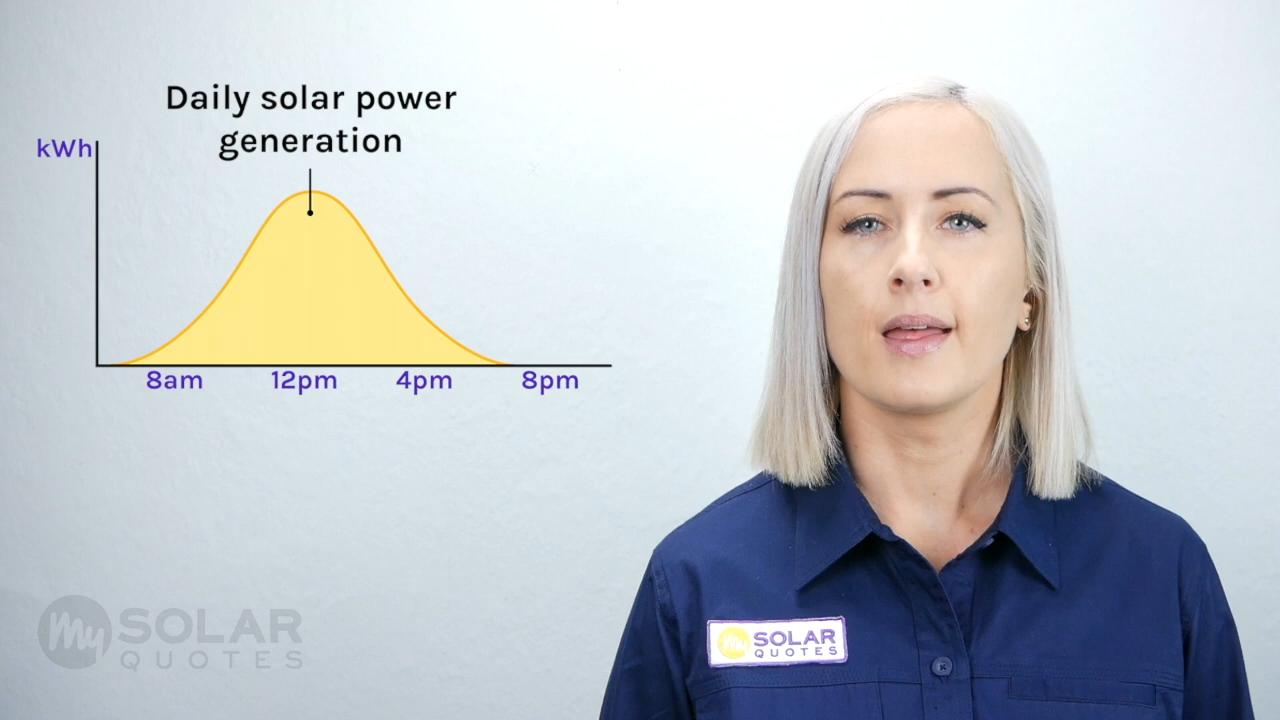 Daily solar power
generation
kWh
8am 12pm 4pm 8pm
My SOLAR
QUOTES
My SOLAR
QUOTES